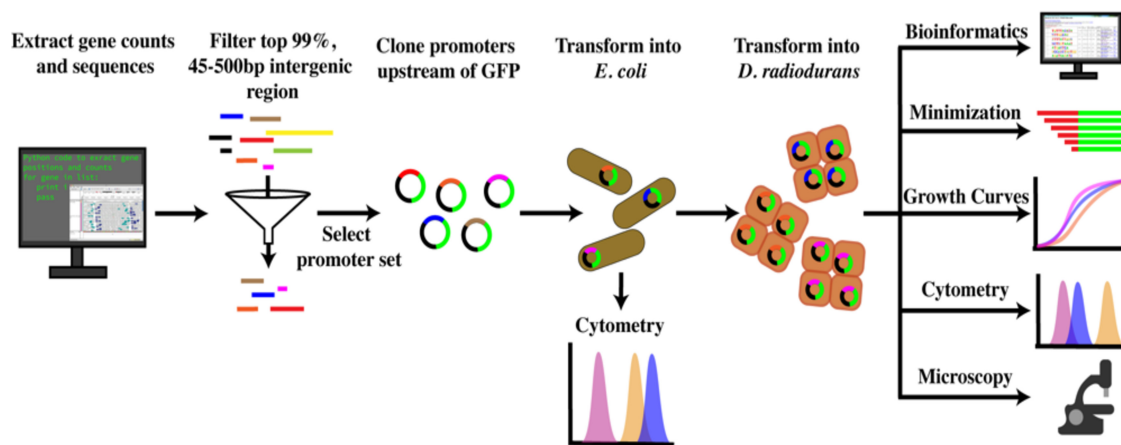 Extract gene counts
and sequences
Filter top 99%,
45-500bp intergenic
region
Clone promoters
upstream of GFP
Transform into
E. coli
Transform into
D. radiodurans
Bioinformatics
Minimization
Growth Curves
Cytometry
Microscopy
Python code to exract gene
positions and counts
for gene in list:
print
pass
Select
promoter set
Cytometry